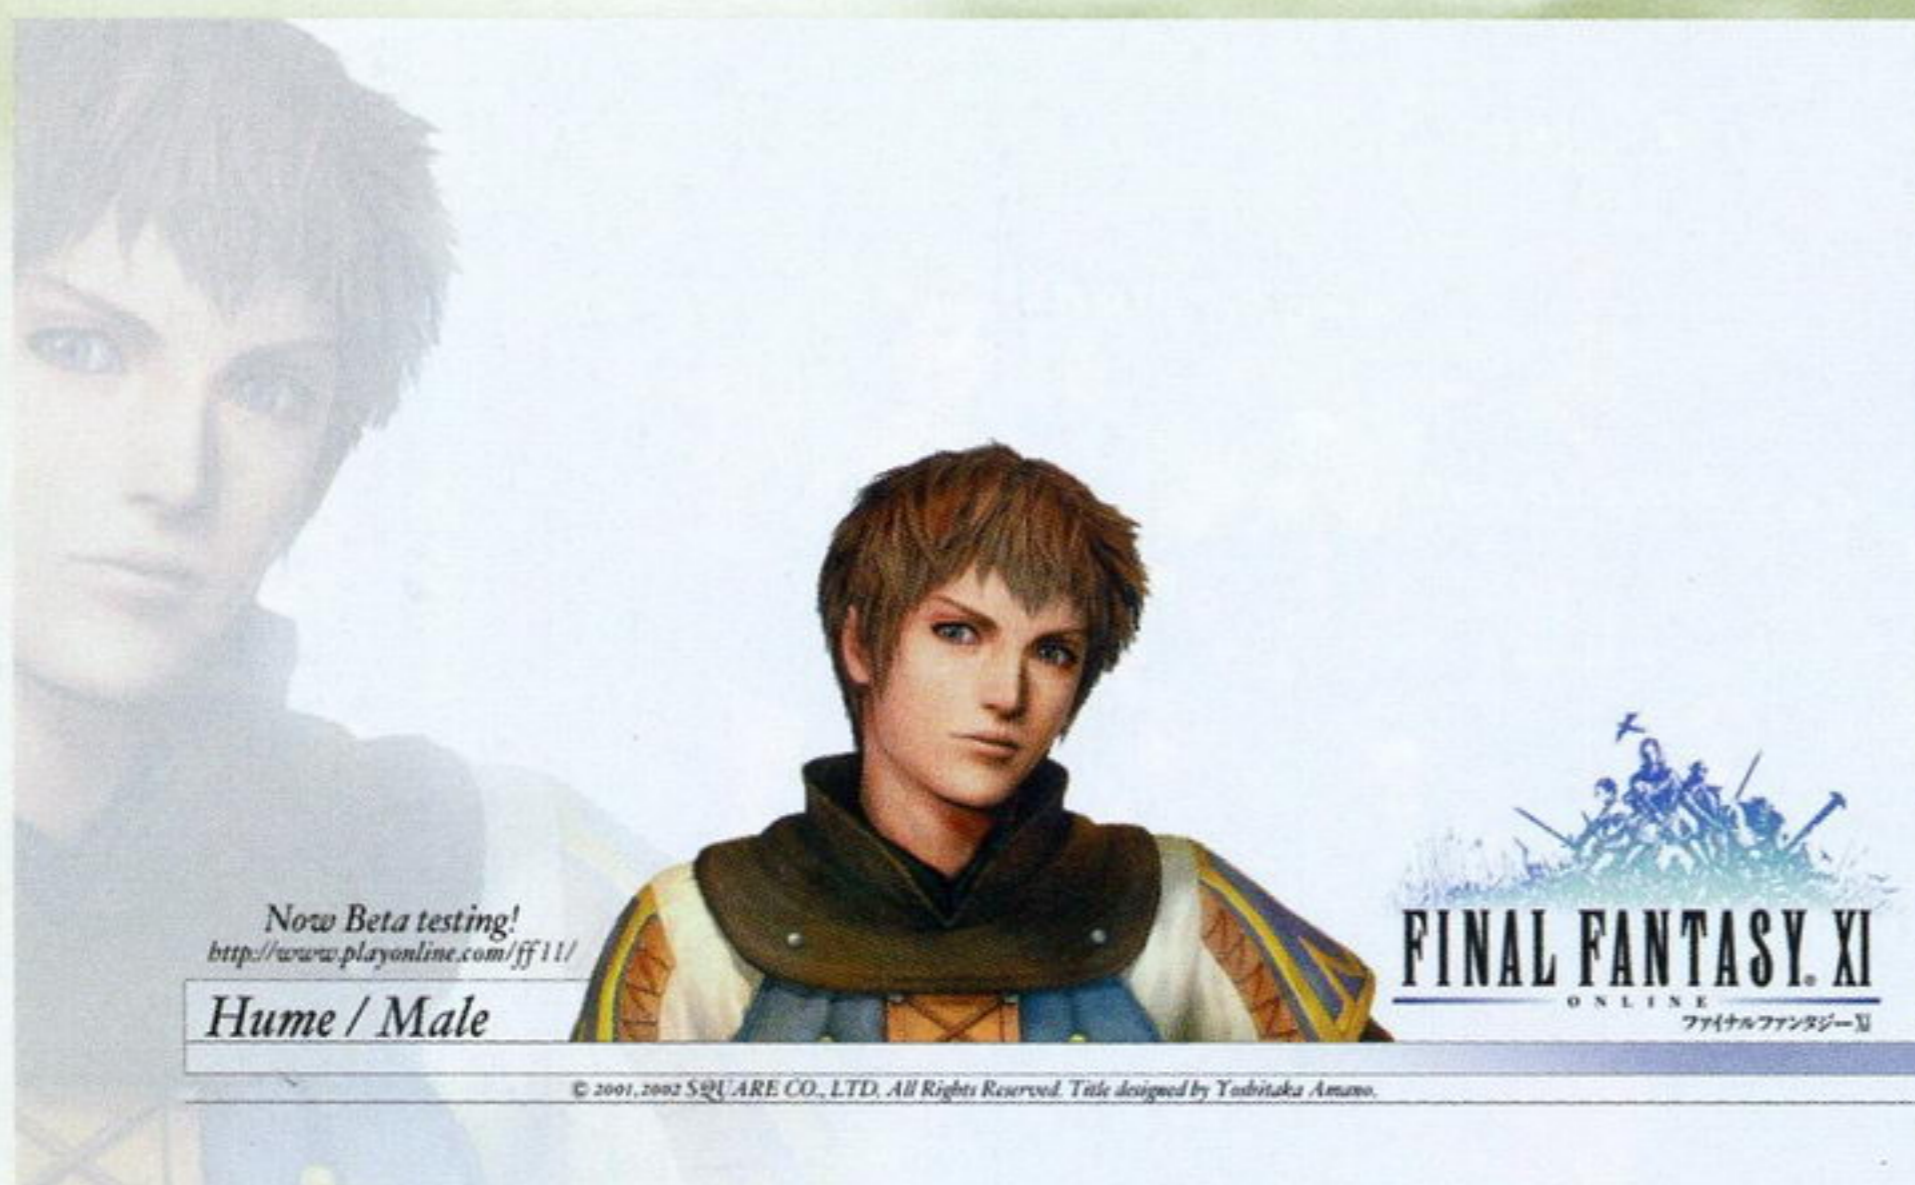 Now Beta testing!
http://www.playonline.com/ff11/
Hume / Male
FINAL FANTASY® XI
ONLINE
ファイナルファンタジーXI
© 2001, 2002 SQUARE CO., LTD. All Rights Reserved. Title designed by Yoshitaka Amano.